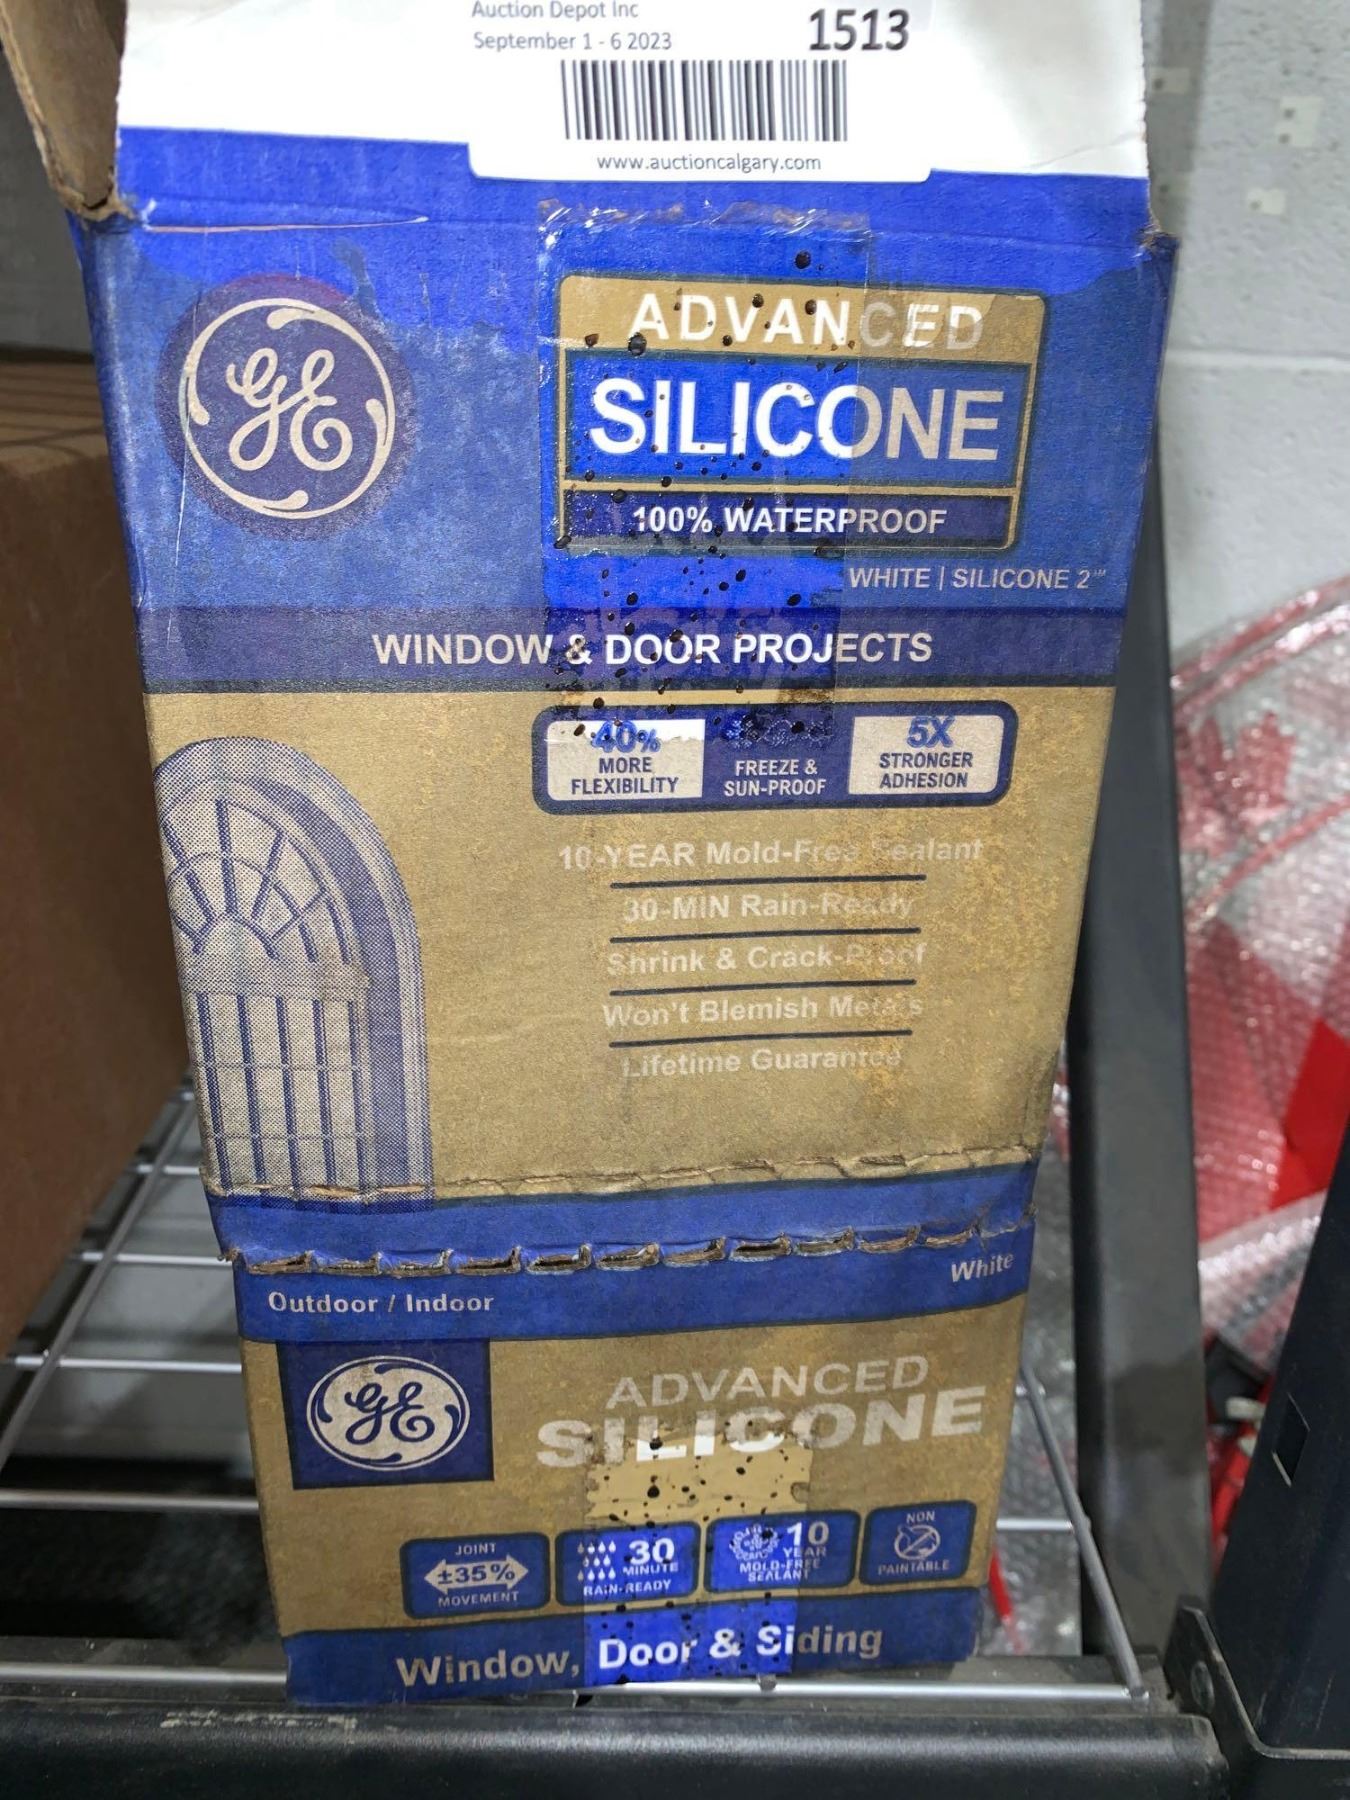 Auction Depot Inc
September 1 - 6 2023
1513
www.auctioncalgary.com
GE
ADVANCED
SILICONE
100% WATERPROOF
WHITE | SILICONE 2™
WINDOW & DOOR PROJECTS
40%
MORE
FLEXIBILITY
FREEZE &
SUN-PROOF
5X
STRONGER
ADHESION
10-YEAR Mold-Free Sealant
30-MIN Rain-Ready
Shrink & Crack-Proof
Won't Blemish Metals
Lifetime Guarantee
Outdoor / Indoor
White
GE
ADVANCED
SILICONE
JOINT
±35%
MOVEMENT
30
MINUTE
RAIN-READY
10
YEAR
MOLD-FREE
SEALANT
NON
PAINTABLE
Window, Door & Siding